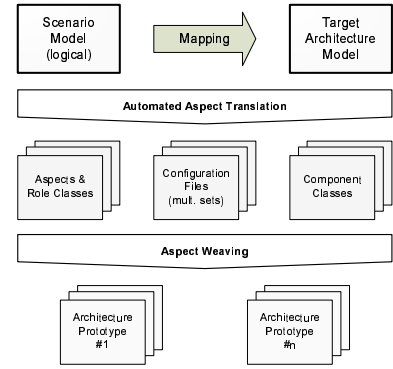 Scenario
Model
(logical)
Mapping
Target
Architecture
Model
Automated Aspect Translation
Aspects &
Role Classes
Configuration
Files
(mult. sets)
Component
Classes
Aspect Weaving
Architecture
Prototype
#1
Architecture
Prototype
#n